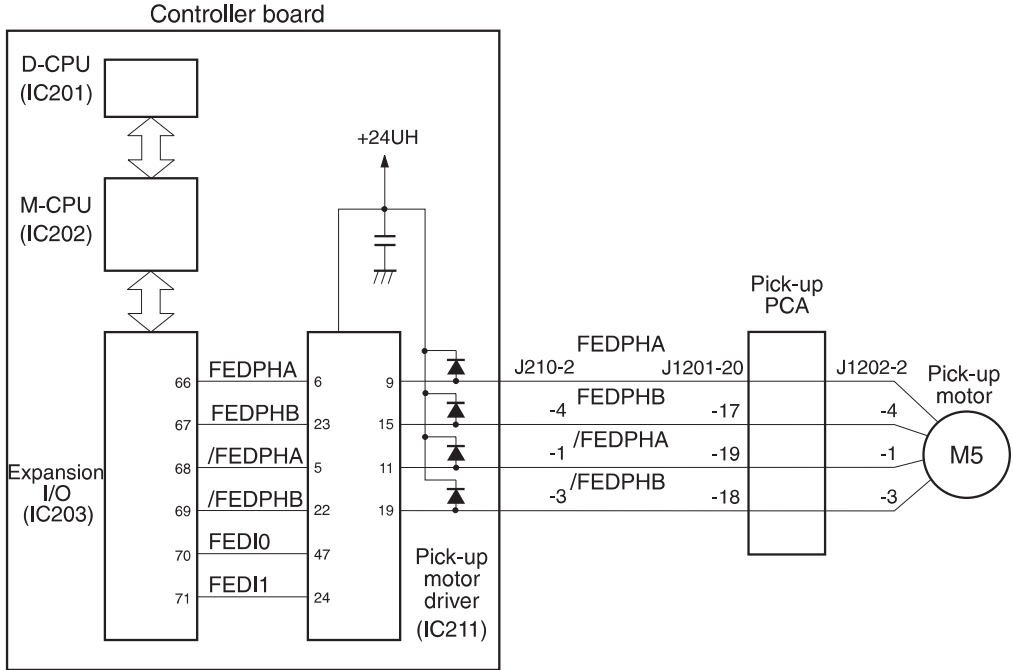 Controller board
D-CPU
(IC201)
+24UH
M-CPU
(IC202)
Pick-up
PCA
FEDPHA
66 FEDPHA 6 9 J210-2 J1201-20 J1202-2
Pick-up
motor
FEDPHB
67 FEDPHB 23 15 -4 -17 -4
/FEDPHA
68 /FEDPHA 5 11 -1 -19 -1
M5
Expansion
I/O
(IC203)
/FEDPHB
69 /FEDPHB 22 19 -3 -18 -3
70 FEDI0 47
71 FEDI1 24
Pick-up
motor
driver
(IC211)